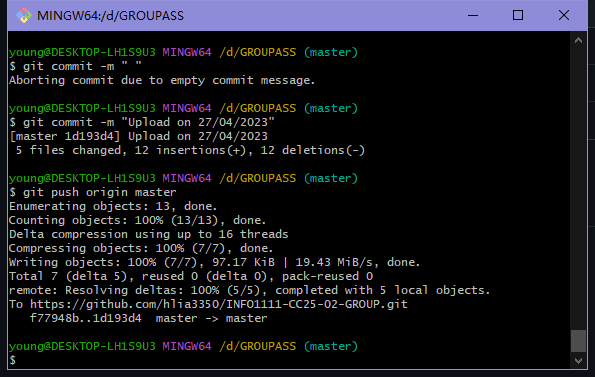 MINGW64:/d/GROUPASS
young@DESKTOP-LH1S9U3 MINGW64 /d/GROUPASS (master)
$ git commit -m " "
Aborting commit due to empty commit message.
young@DESKTOP-LH1S9U3 MINGW64 /d/GROUPASS (master)
$ git commit -m "Upload on 27/04/2023"
[master 1d193d4] Upload on 27/04/2023
5 files changed, 12 insertions(+), 12 deletions(-)
young@DESKTOP-LH1S9U3 MINGW64 /d/GROUPASS (master)
$ git push origin master
Enumerating objects: 13, done.
Counting objects: 100% (13/13), done.
Delta compression using up to 16 threads
Compressing objects: 100% (7/7), done.
Writing objects: 100% (7/7), 97.17 KiB | 19.43 MiB/s, done.
Total 7 (delta 5), reused 0 (delta 0), pack-reused 0
remote: Resolving deltas: 100% (5/5), completed with 5 local objects.
To https://github.com/hlia3350/INFO1111-CC25-02-GROUP.git
f77948b..1d193d4  master -> master
young@DESKTOP-LH1S9U3 MINGW64 /d/GROUPASS (master)
$